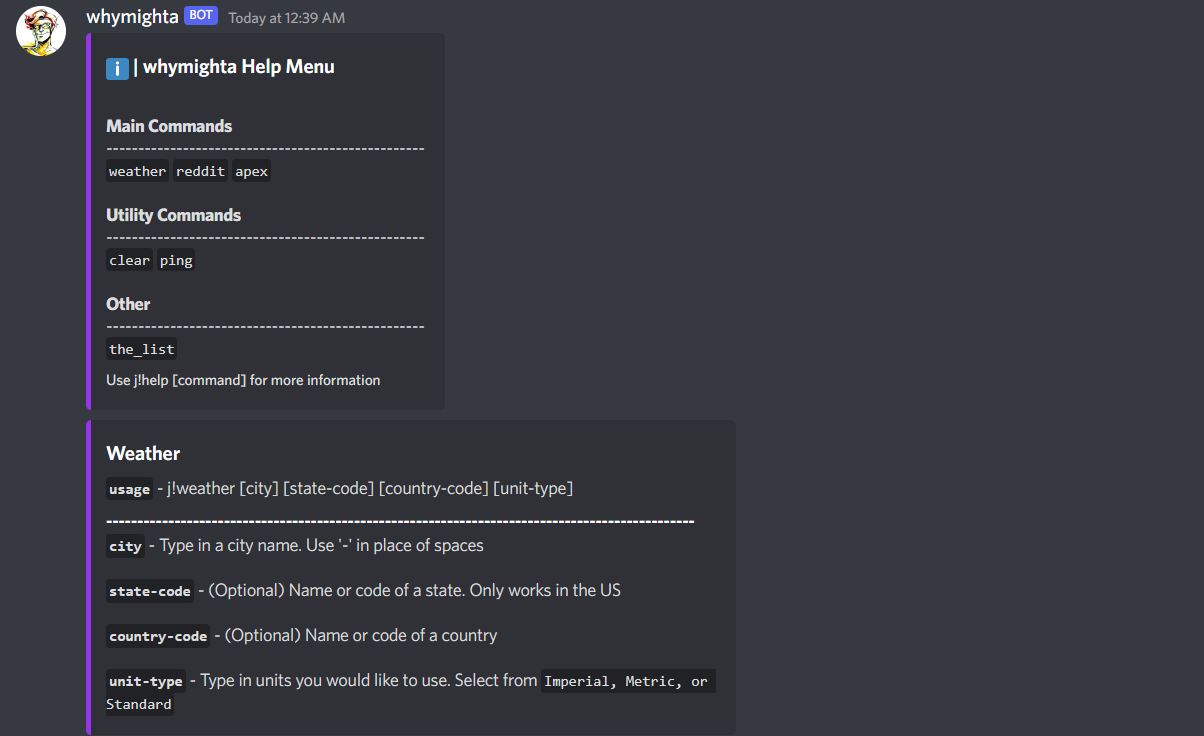 whymighta BOT Today at 12:39 AM
i | whymighta Help Menu
Main Commands
--------------------------------------------------
weather reddit apex
Utility Commands
--------------------------------------------------
clear ping
Other
--------------------------------------------------
the_list
Use j!help [command] for more information
Weather
usage - j!weather [city] [state-code] [country-code] [unit-type]
--------------------------------------------------------------------------------------------
city - Type in a city name. Use '-' in place of spaces
state-code - (Optional) Name or code of a state. Only works in the US
country-code - (Optional) Name or code of a country
unit-type - Type in units you would like to use. Select from Imperial, Metric, or
Standard